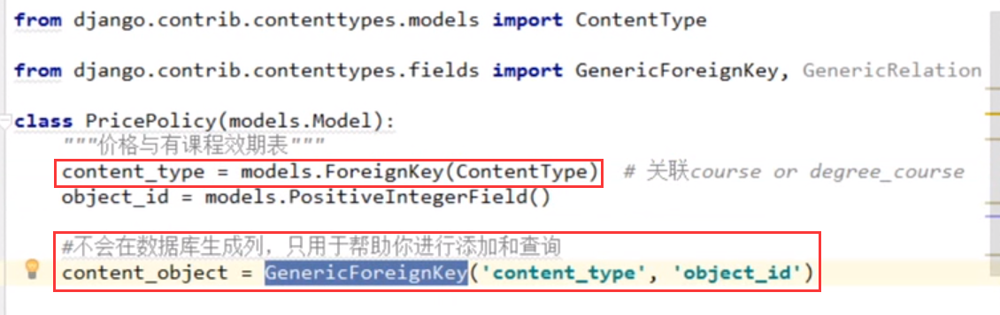 from django.contrib.contenttypes.models import ContentType
from django.contrib.contenttypes.fields import GenericForeignKey, GenericRelation
class PricePolicy(models.Model):
"""价格与有课程效期表"""
content_type = models.ForeignKey(ContentType) # 关联course or degree_course
object_id = models.PositiveIntegerField()
#不会在数据库生成列，只用于帮助你进行添加和查询
content_object = GenericForeignKey('content_type', 'object_id')